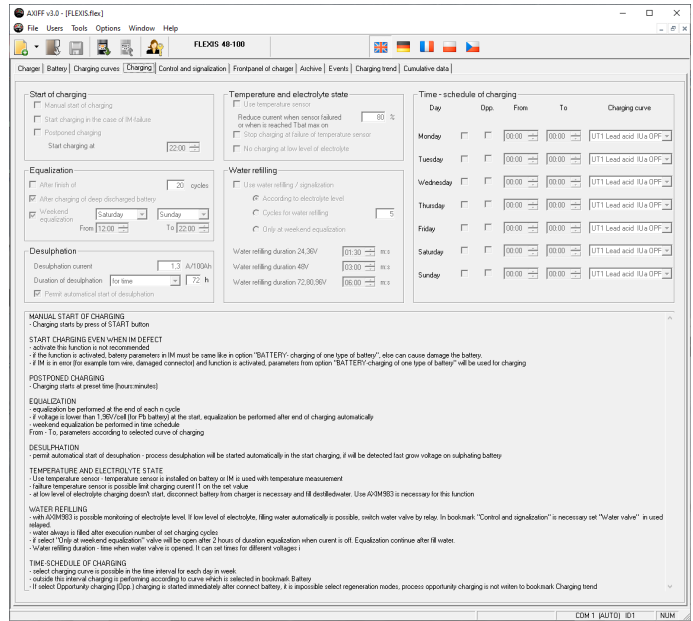 AXIFF v3.0 - [FLEXIS.flex]
File Users Tools Options Window Help
FLEXIS 48-100
Charger Battery Charging curves Charging Control and signalization Frontpanel of charger Archive Events Charging trend Cumulative data
Start of charging
Manual start of charging
Start charging in the case of IM failure
Postponed charging
Start charging at 22:00
Equalization
After finish of 20 cycles
After charging of deep discharged battery
Weekend equalization Saturday Sunday
From 12:00 To 22:00
Desulphation
Desulphation current 1,3 A/100Ah
Duration of desulphation for time 72 h
Permit automatical start of desulphation
Temperature and electrolyte state
Use temperature sensor
Reduce current when sensor failured 80 %
or when is reached Tbat max on
Stop charging at failure of temperature sensor
No charging at low level of electrolyte
Water refilling
Use water refilling / signalization
According to electrolyte level
Cycles for water refilling 5
Only at weekend equalization
Water refilling duration 24,36V 01:30 m:s
Water refilling duration 48V 03:00 m:s
Water refilling duration 72,80,96V 06:00 m:s
Time - schedule of charging
Day Opp. From To Charging curve
Monday 00:00 00:00 UT1 Lead acid IUa OPF
Tuesday 00:00 00:00 UT1 Lead acid IUa OPF
Wednesday 00:00 00:00 UT1 Lead acid IUa OPF
Thursday 00:00 00:00 UT1 Lead acid IUa OPF
Friday 00:00 00:00 UT1 Lead acid IUa OPF
Saturday 00:00 00:00 UT1 Lead acid IUa OPF
Sunday 00:00 00:00 UT1 Lead acid IUa OPF
MANUAL START OF CHARGING
- Charging starts by press of START button
START CHARGING EVEN WHEN IM DEFECT
- activate this function is not recommended
- if the function is activated, baterery parameters in IM must be same like in option "BATTERY- charging of one type of battery", else can cause damage the battery.
- if IM is in error (for example torn wire, damaged connector) and function is activated, parameters from option "BATTERY-charging of one type of battery" will be used for charging
POSTPONED CHARGING
- Charging starts at preset time (hours:minutes)
EQUALIZATION
- equalization be performed at the end of each n cycle
- if voltage is lower than 1,96V/cell (for Pb battery) at the start, equalization be performed after end of charging automatically
- weekend equalization be performed in time schedule
From - To, parameters according to selected curve of charging
DESULPHATION
- permit automatical start of desuphation - process desulphation will be started automatically in the start charging, if will be detected fast grow voltage on sulphating battery
TEMPERATURE AND ELECTROLYTE STATE
- Use temperature sensor - temperature sensor is installed on battery or IM is used with temperature measurement
- failture temperature sensor is possible limit charging curent I1 on the set value
- at low level of electrolyte charging doesn't start, disconnect battery from charger is necessary and fill destilledwater. Use AXIM983 is necessary for this function
WATER REFILLING
- with AXIM983 is possible monitoring of electrolyte level. If low level of electrolyte, filling water automatically is possible, switch water valve by relay. In bookmark "Control and signalization" is necessary set "Water valve" in used
relayed.
- water always is filled after execution number of set charging cycles
- if select "Only at weekend equalization" valve will be open after 2 hours of duration equalization when curent is off. Equalization continue after fill water.
- Water refilling duration - time when water valve is opened. It can set times for different voltages i
TIME-SCHEDULE OF CHARGING
- select charging curve is possible in the time interval for each day in week
- outside this interval charging is performing according to curve which is selected in bookmark Battery
- If select Opportunity charging (Opp.) charging is started immediately after connect battery, it is impossible select regeneration modes, process opportunity charging is not writen to bookmark Charging trend
COM 1 (AUTO) ID1 NUM